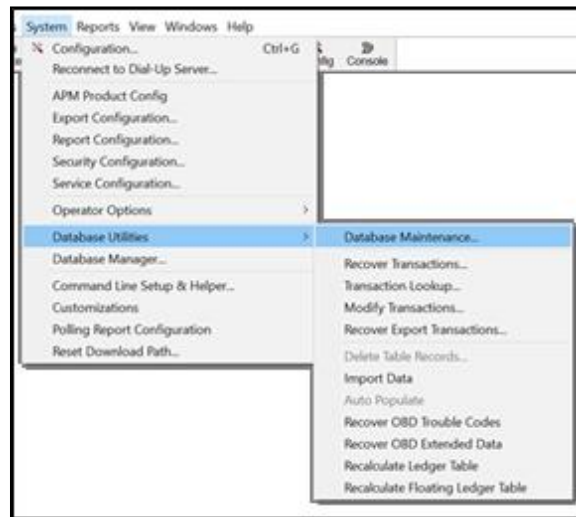 System Reports View Windows Help
Configuration... Ctrl+G
Console
Reconnect to Dial-Up Server...
APM Product Config
Export Configuration...
Report Configuration...
Security Configuration...
Service Configuration...
Operator Options
Database Utilities
Database Manager...
Command Line Setup & Helper...
Customizations
Polling Report Configuration
Reset Download Path...
Database Maintenance...
Recover Transactions...
Transaction Lookup...
Modify Transactions...
Recover Export Transactions...
Delete Table Records...
Import Data
Auto Populate
Recover OBD Trouble Codes
Recover OBD Extended Data
Recalculate Ledger Table
Recalculate Floating Ledger Table